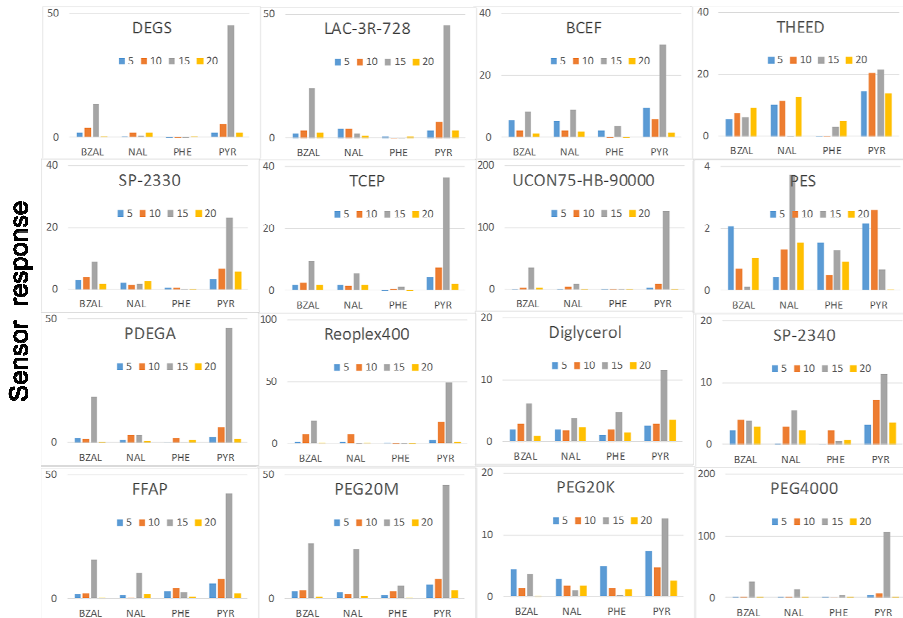 Sensor response
DEGS
50
0
5 10 15 20
BZAL NAL PHE PYR
LAC-3R-728
50
0
5 10 15 20
BZAL NAL PHE PYR
BCEF
40
20
0
5 10 15 20
BZAL NAL PHE PYR
THEED
40
20
0
5 10 15 20
BZAL NAL PHE PYR
SP-2330
40
20
0
5 10 15 20
BZAL NAL PHE PYR
TCEP
40
20
0
5 10 15 20
BZAL NAL PHE PYR
UCON75-HB-90000
200
100
0
5 10 15 20
BZAL NAL PHE PYR
PES
4
2
0
5 10 15 20
BZAL NAL PHE PYR
PDEGA
50
0
5 10 15 20
BZAL NAL PHE PYR
Reoplex400
100
50
0
5 10 15 20
BZAL NAL PHE PYR
Diglycerol
20
10
0
5 10 15 20
BZAL NAL PHE PYR
SP-2340
20
10
0
5 10 15 20
BZAL NAL PHE PYR
FFAP
50
0
5 10 15 20
BZAL NAL PHE PYR
PEG20M
50
0
5 10 15 20
BZAL NAL PHE PYR
PEG20K
20
10
0
5 10 15 20
BZAL NAL PHE PYR
PEG4000
200
100
0
5 10 15 20
BZAL NAL PHE PYR